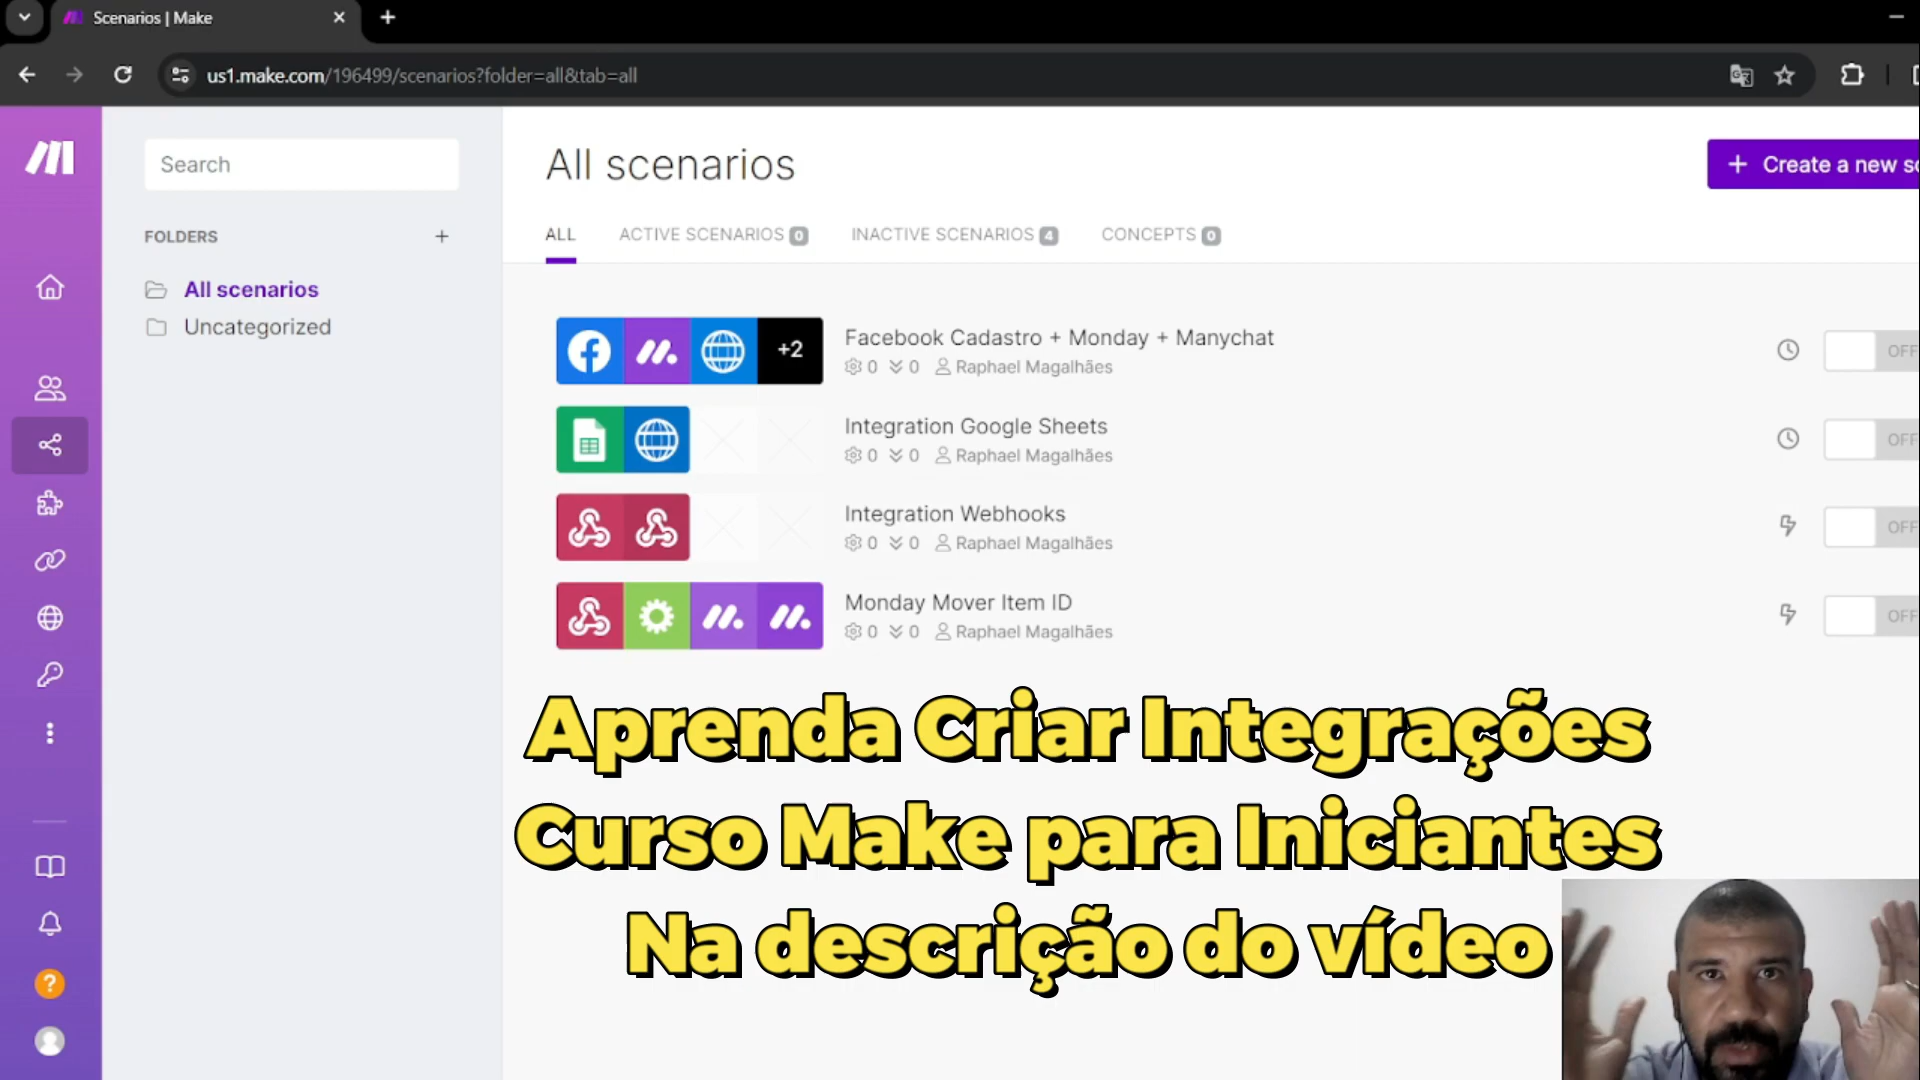 Scenarios | Make
us1.make.com/196499/scenarios?folder=all&tab=all
Search
FOLDERS
All scenarios
Uncategorized
All scenarios
+ Create a new
ALL
ACTIVE SCENARIOS 0
INACTIVE SCENARIOS 4
CONCEPTS 0
+2
Facebook Cadastro + Monday + Manychat
0 0 Raphael Magalhães
OFF
Integration Google Sheets
0 0 Raphael Magalhães
OFF
Integration Webhooks
0 0 Raphael Magalhães
OFF
Monday Mover Item ID
0 0 Raphael Magalhães
OFF
Aprenda Criar Integrações
Curso Make para Iniciantes
Na descrição do vídeo